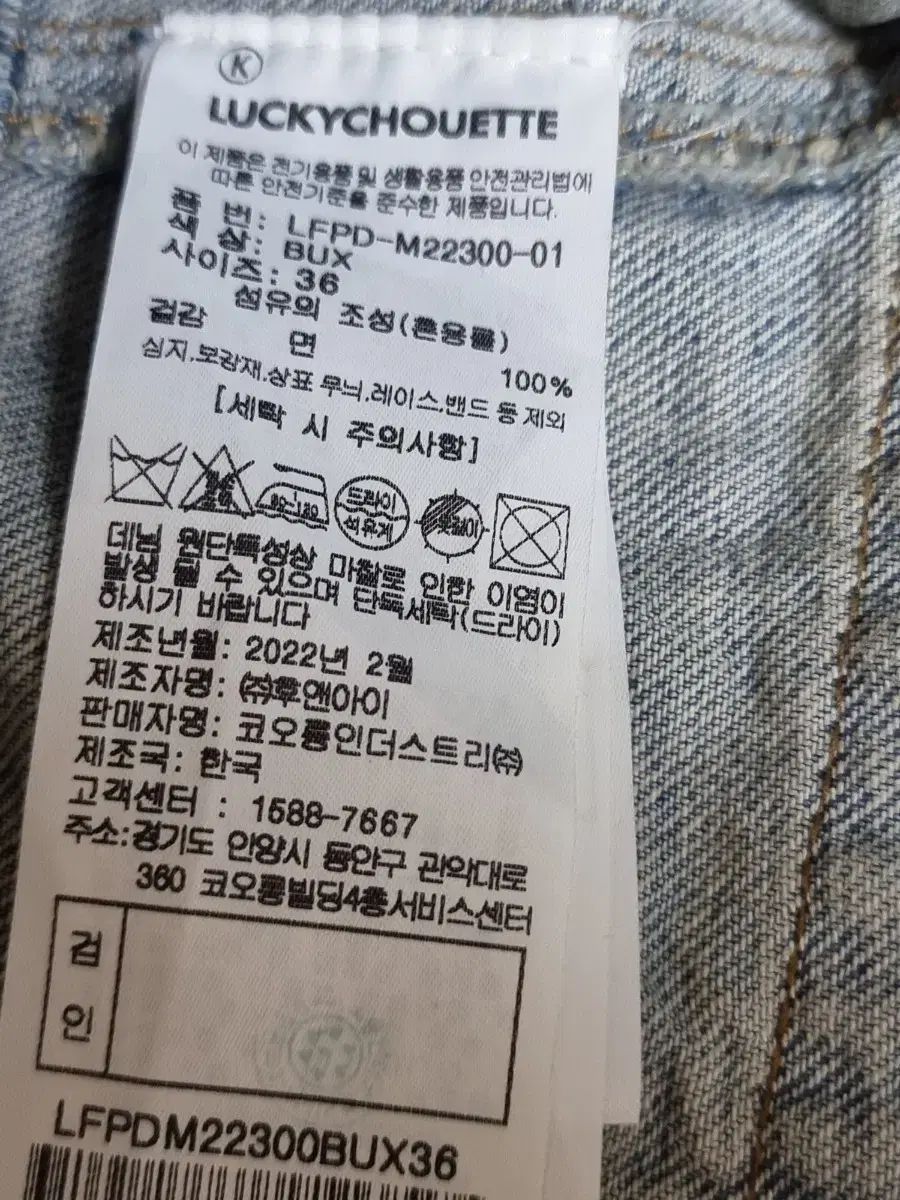 K
LUCKYCHOUETTE
이 제품은 전기용품 및 생활용품 안전관리법에
따른 안전기준을 준수한 제품입니다.
품 번: LFPD-M22300-01
색 상: BUX
사이즈: 36
섬유의 조성(혼용률)
겉감 면 100%
심지,보강재,상표 무늬,레이스,밴드 등 제외
[세탁 시 주의사항]
80~120 드라이 석유계
데님 원단특성상 마찰로 인한 이염이
발생 될 수 있으며 단독세탁(드라이)
하시기 바랍니다
제조년월: 2022년 2월
제조자명: ㈜후앤아이
판매자명: 코오롱인더스트리㈜
제조국: 한국
고객센터 : 1588-7667
주소:경기도 안양시 동안구 관악대로
360 코오롱빌딩4층서비스센터
검
인
LFPDM22300BUX36